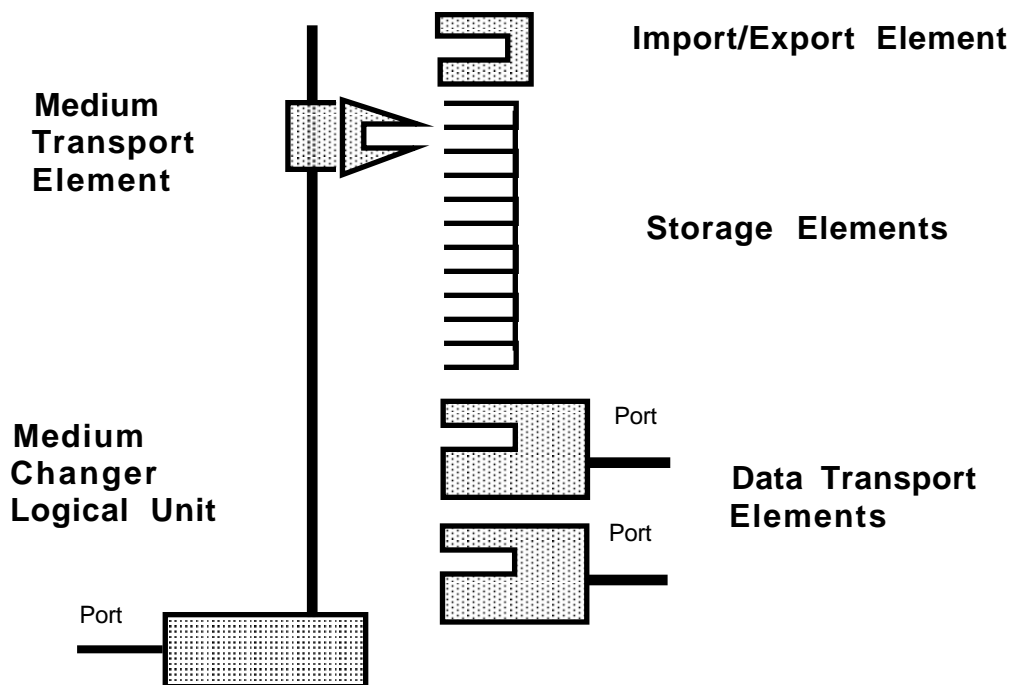 Import/Export Element
Medium
Transport
Element
Storage Elements
Port
Medium
Changer
Logical Unit
Data Transport
Elements
Port
Port